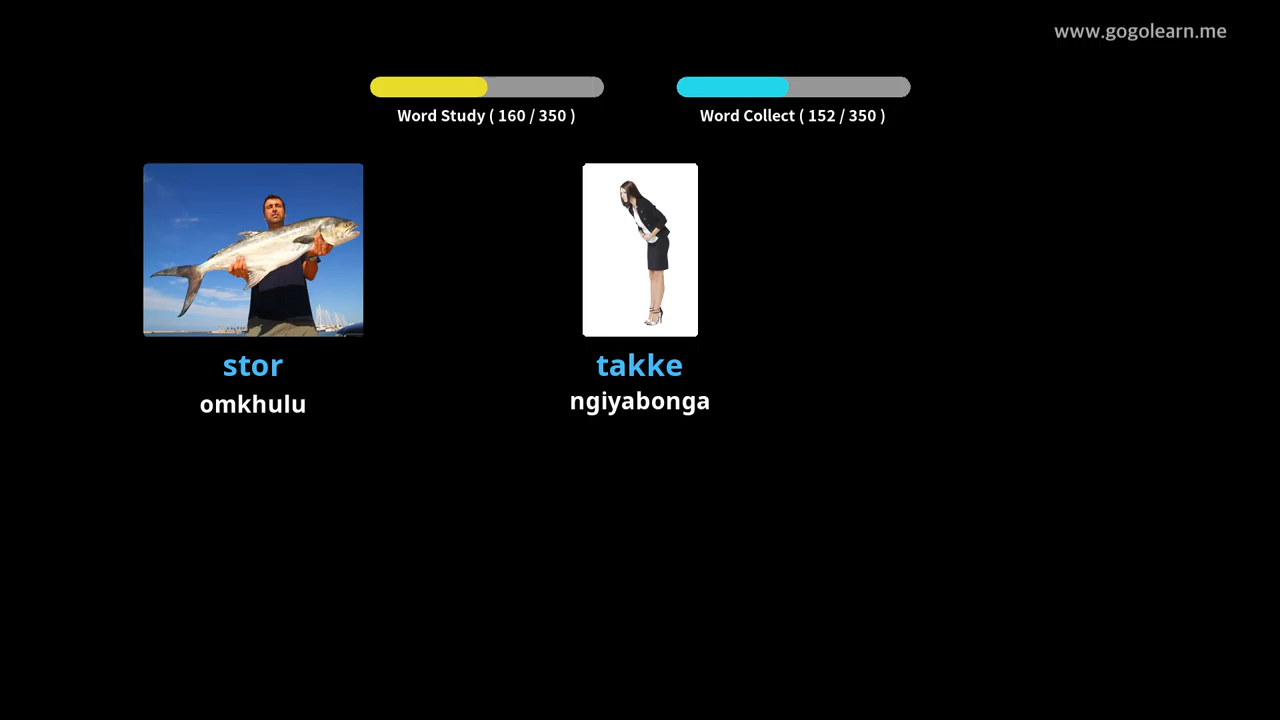 www.gogolearn.me
Word Study ( 160 / 350 )
Word Collect ( 152 / 350 )
stor
omkhulu
takke
ngiyabonga